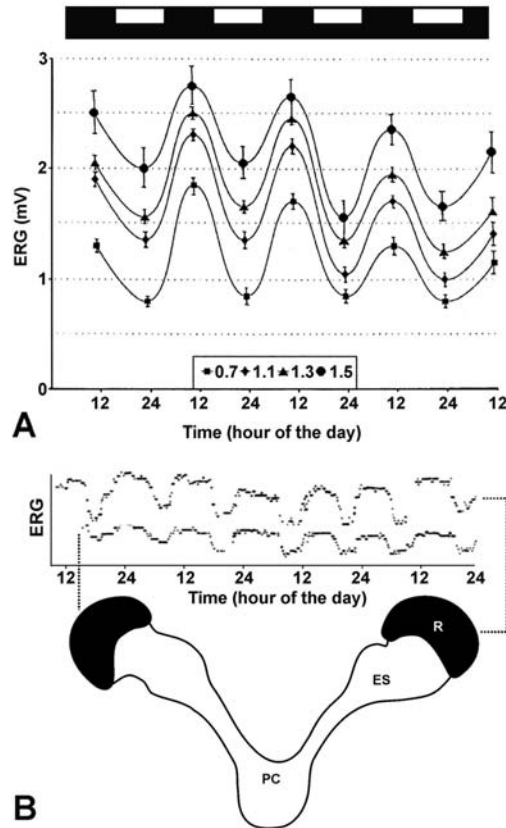 3
2
1
0
ERG (mV)
0.7 1.1 1.3 1.5
12 24 12 24 12 24 12 24 12
Time (hour of the day)
A
ERG
12 24 12 24 12 24 12 24
Time (hour of the day)
R
ES
PC
B